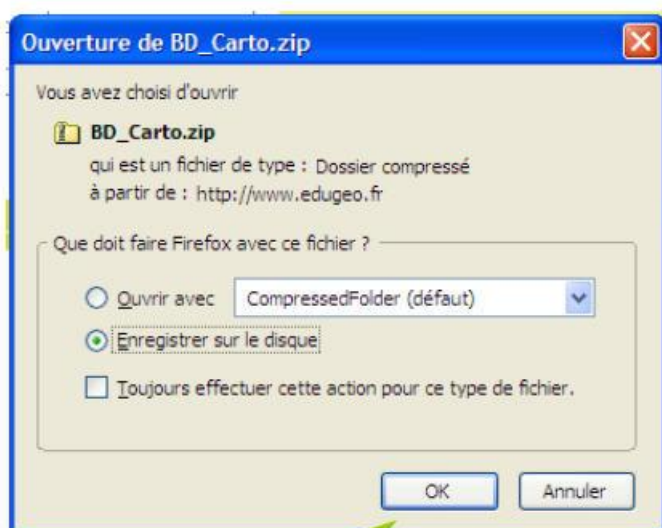 Ouverture de BD_Carto.zip
Vous avez choisi d'ouvrir
BD_Carto.zip
qui est un fichier de type : Dossier compressé
à partir de : http://www.edugeo.fr
Que doit faire Firefox avec ce fichier ?
Ouvrir avec CompressedFolder (défaut)
Enregistrer sur le disque
Toujours effectuer cette action pour ce type de fichier.
OK Annuler